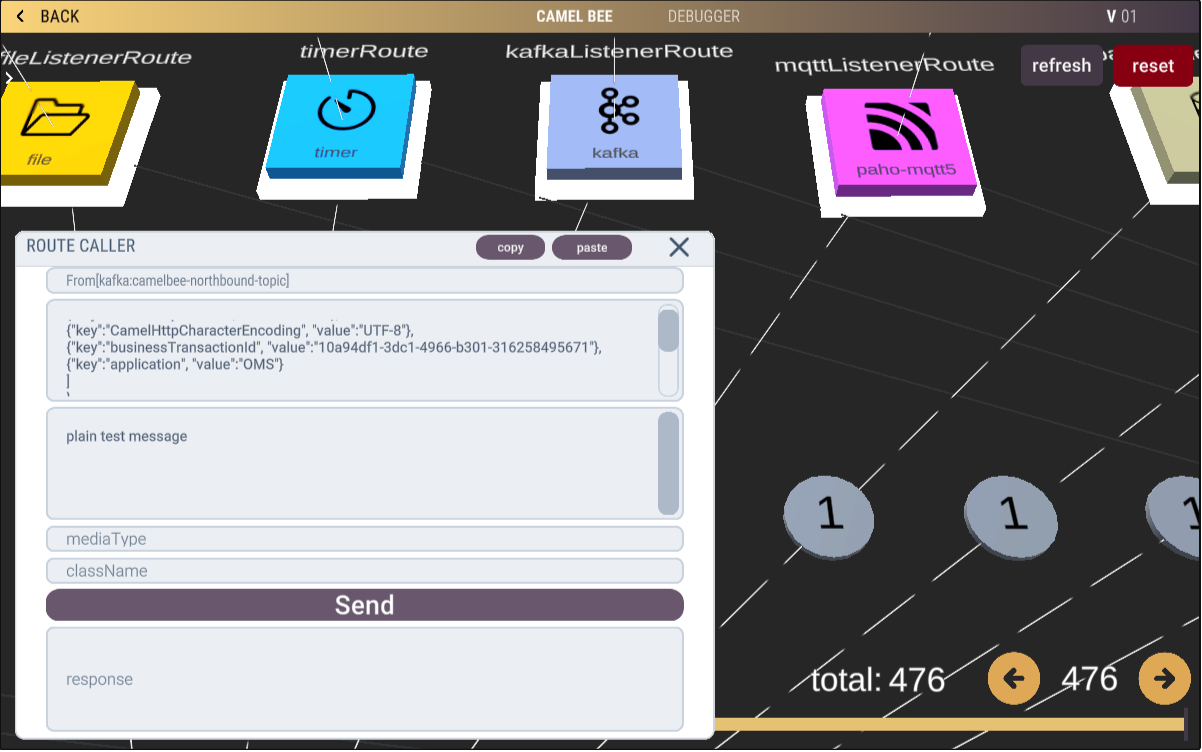 BACK
CAMEL BEE
DEBUGGER
V 01
fileListenerRoute
timerRoute
kafkaListenerRoute
mqttListenerRoute
refresh
reset
file
timer
kafka
paho-mqtt5
ROUTE CALLER
copy
paste
From[kafka:camelbee-northbound-topic]
{"key":"CamelHttpCharacterEncoding", "value":"UTF-8"},
{"key":"businessTransactionId", "value":"10a94df1-3dc1-4966-b301-316258495671"},
{"key":"application", "value":"OMS"}
]
plain test message
mediaType
className
Send
response
1
1
1
total: 476
476